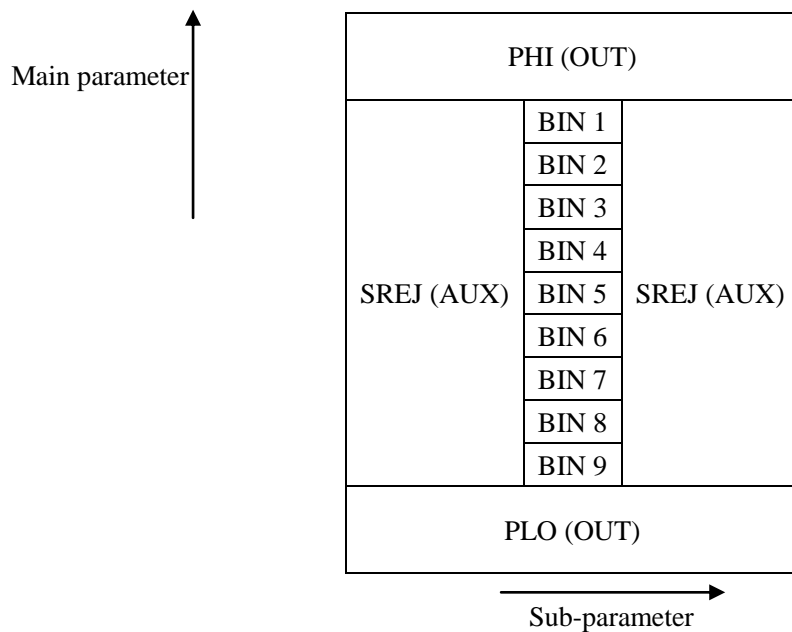 PHI (OUT)
Main parameter
BIN 1
BIN 2
BIN 3
BIN 4
SREJ (AUX) BIN 5 SREJ (AUX)
BIN 6
BIN 7
BIN 8
BIN 9
PLO (OUT)
Sub-parameter